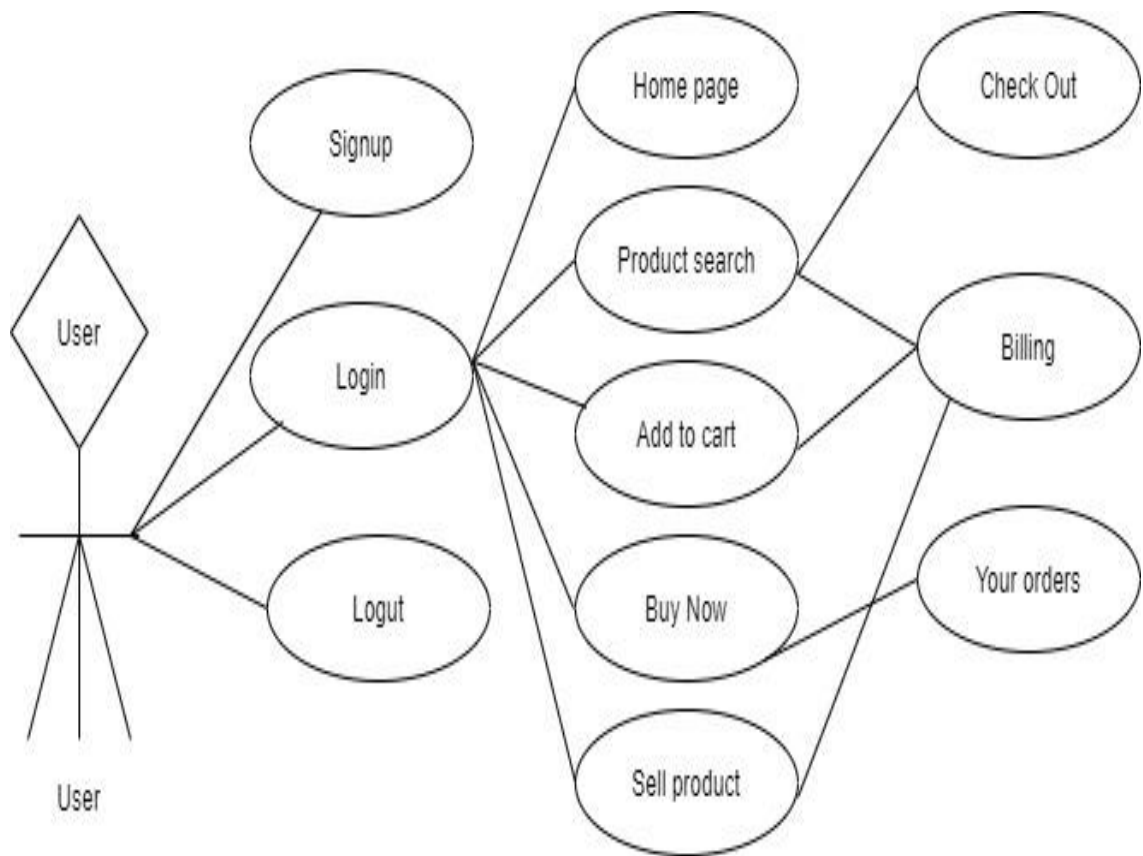 Home page
Check Out
Signup
Product search
User
Login
Billing
Add to cart
Logut
Buy Now
Your orders
Sell product
User